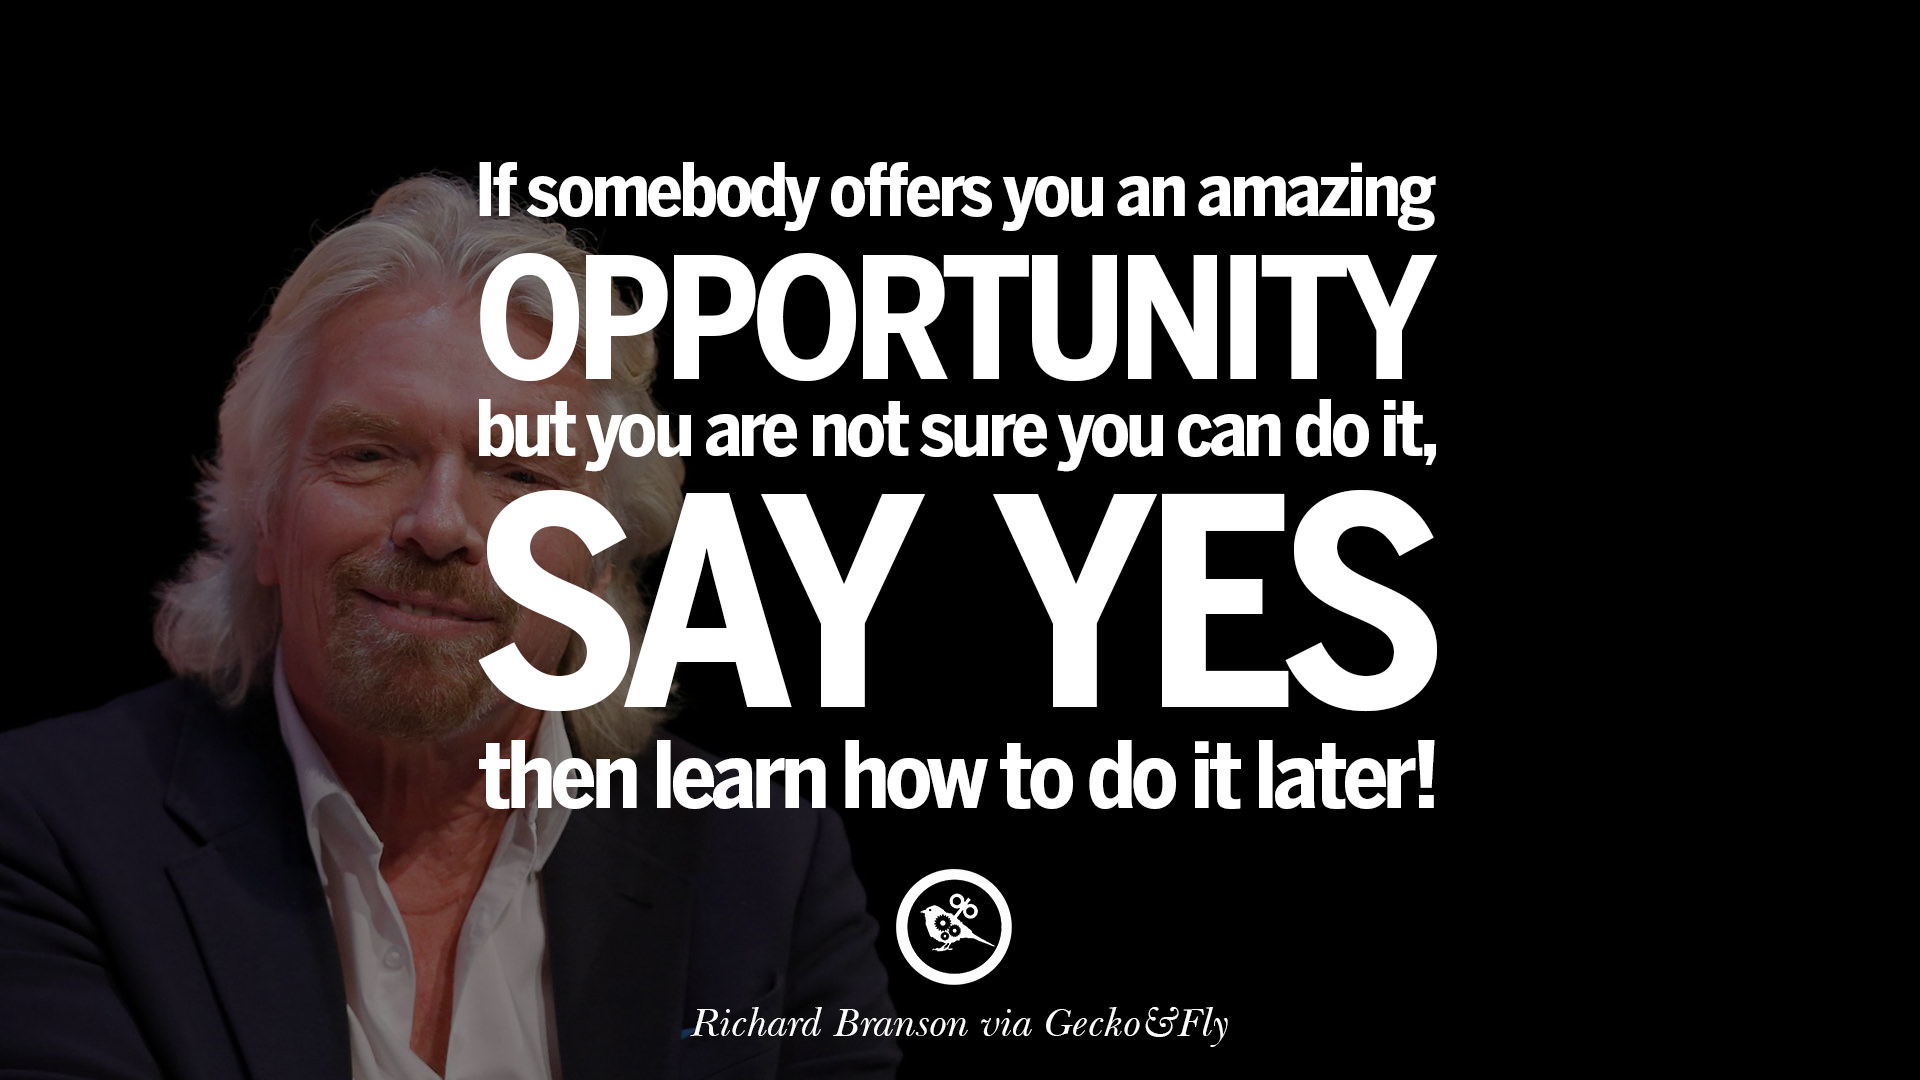 If somebody offers you an amazing
OPPORTUNITY
but you are not sure you can do it,
SAY YES
then learn how to do it later!
Richard Branson via Gecko&Fly